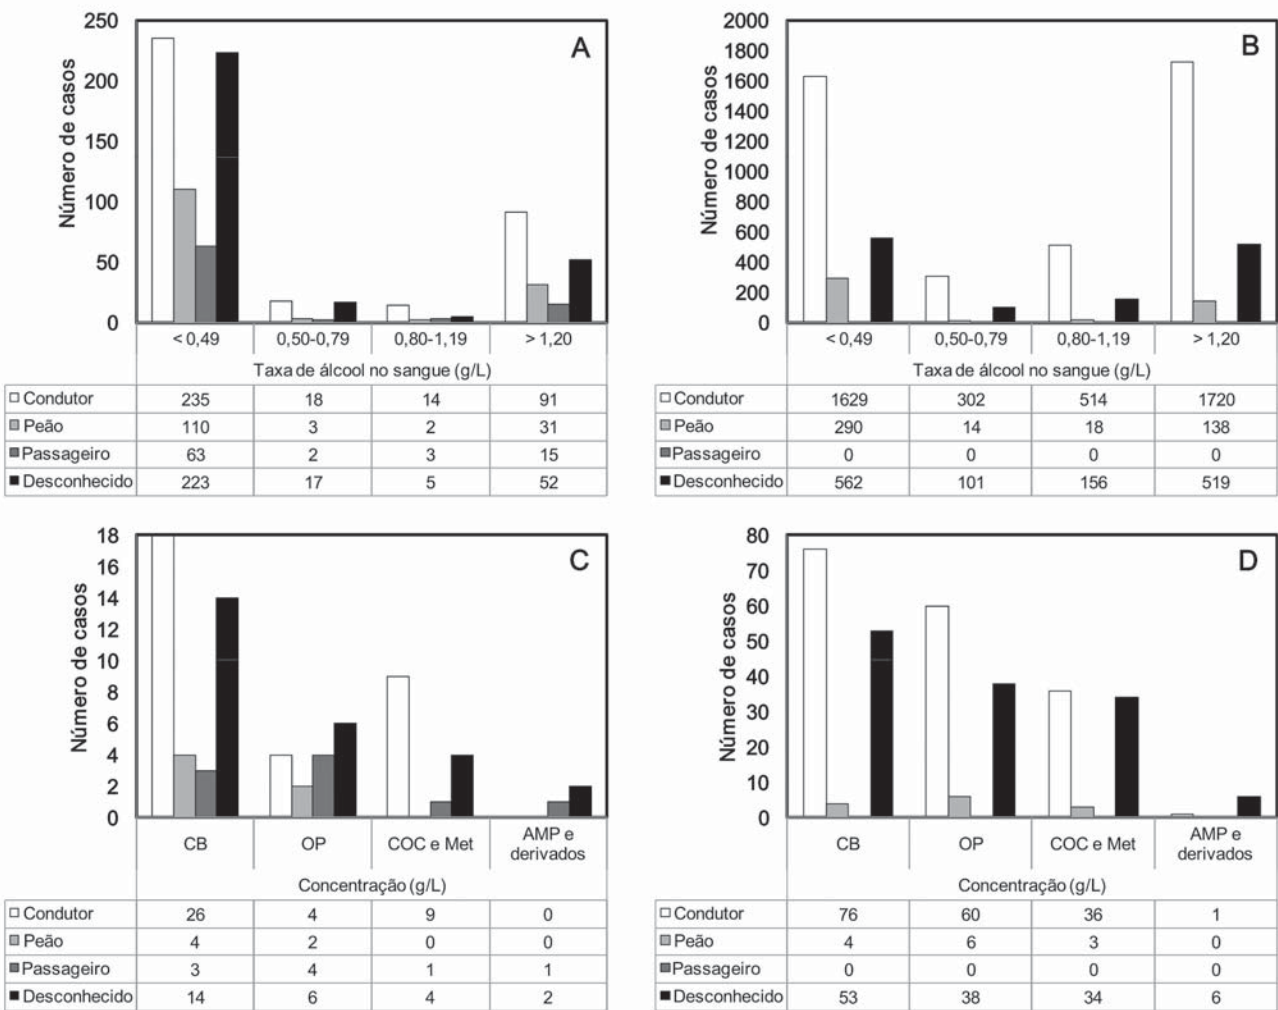 A
Número de casos
250
200
150
100
50
0
< 0,49 0,50-0,79 0,80-1,19 > 1,20
Taxa de álcool no sangue (g/L)
Condutor 235 18 14 91
Peão 110 3 2 31
Passageiro 63 2 3 15
Desconhecido 223 17 5 52
B
Número de casos
2000
1800
1600
1400
1200
1000
800
600
400
200
0
< 0,49 0,50-0,79 0,80-1,19 > 1,20
Taxa de álcool no sangue (g/L)
Condutor 1629 302 514 1720
Peão 290 14 18 138
Passageiro 0 0 0 0
Desconhecido 562 101 156 519
C
Número de casos
18
16
14
12
10
8
6
4
2
0
CB OP COC e Met AMP e
derivados
Concentração (g/L)
Condutor 26 4 9 0
Peão 4 2 0 0
Passageiro 3 4 1 1
Desconhecido 14 6 4 2
D
Número de casos
80
70
60
50
40
30
20
10
0
CB OP COC e Met AMP e
derivados
Concentração (g/L)
Condutor 76 60 36 1
Peão 4 6 3 0
Passageiro 0 0 0 0
Desconhecido 53 38 34 6